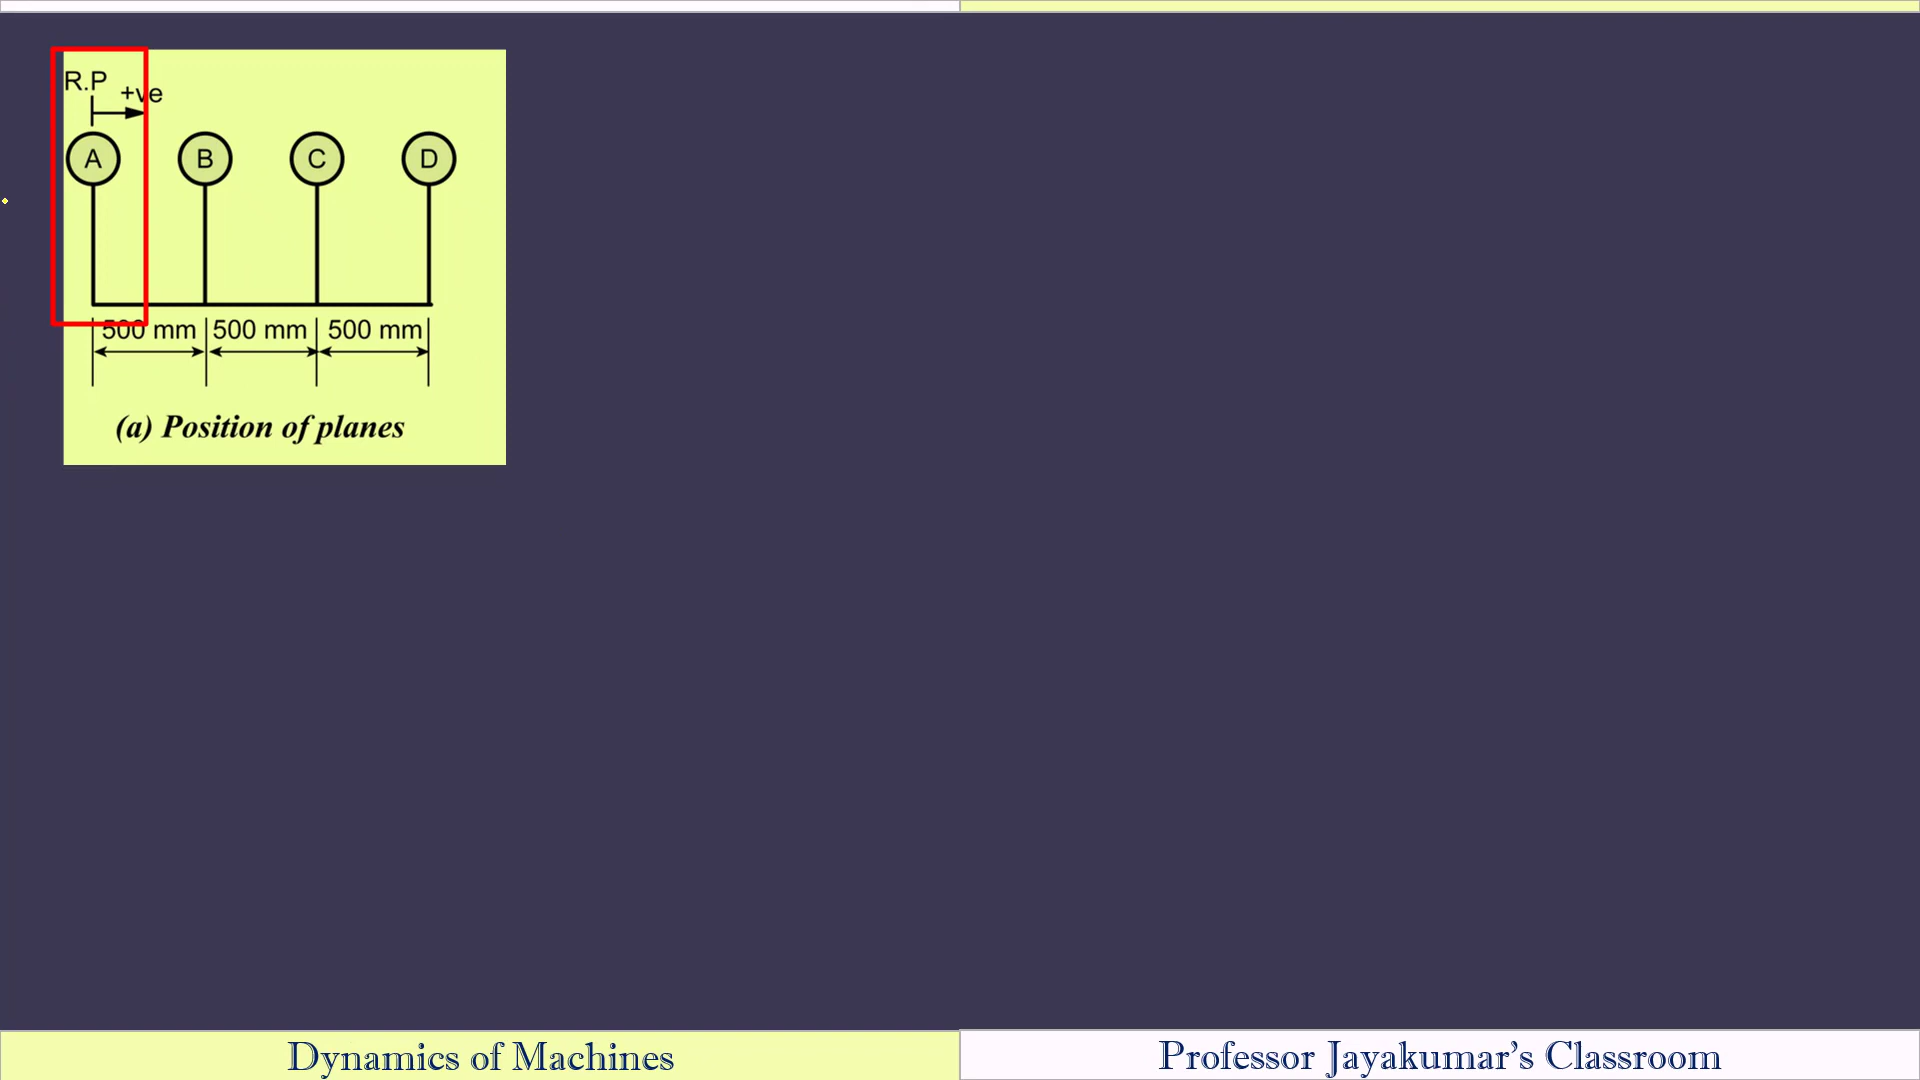 R.P
+ve
A B C D
500 mm 500 mm 500 mm
(a) Position of planes
Dynamics of Machines
Professor Jayakumar’s Classroom